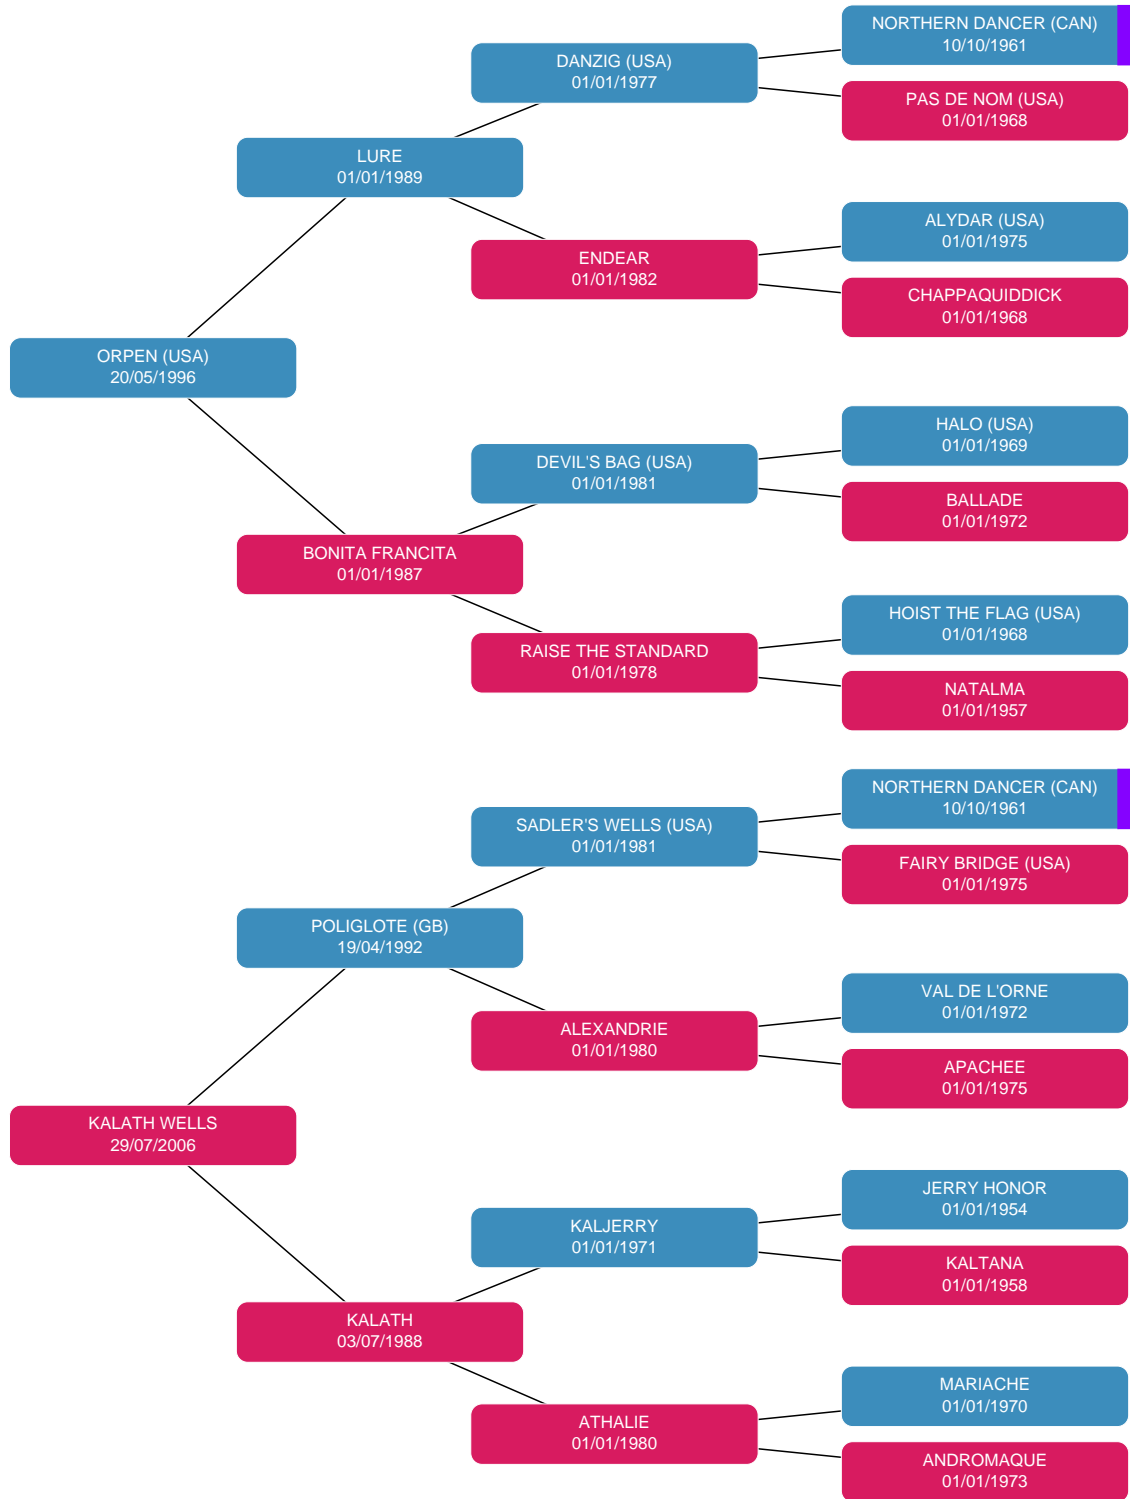 NORTHERN DANCER (CAN)
10/10/1961
DANZIG (USA)
01/01/1977
PAS DE NOM (USA)
01/01/1968
LURE
01/01/1989
ALYDAR (USA)
01/01/1975
ENDEAR
01/01/1982
CHAPPAQUIDDICK
01/01/1968
ORPEN (USA)
20/05/1996
HALO (USA)
01/01/1969
DEVIL'S BAG (USA)
01/01/1981
BALLADE
01/01/1972
BONITA FRANCITA
01/01/1987
HOIST THE FLAG (USA)
01/01/1968
RAISE THE STANDARD
01/01/1978
NATALMA
01/01/1957
NORTHERN DANCER (CAN)
10/10/1961
SADLER'S WELLS (USA)
01/01/1981
FAIRY BRIDGE (USA)
01/01/1975
POLIGLOTE (GB)
19/04/1992
VAL DE L'ORNE
01/01/1972
ALEXANDRIE
01/01/1980
APACHEE
01/01/1975
KALATH WELLS
29/07/2006
JERRY HONOR
01/01/1954
KALJERRY
01/01/1971
KALTANA
01/01/1958
KALATH
03/07/1988
MARIACHE
01/01/1970
ATHALIE
01/01/1980
ANDROMAQUE
01/01/1973